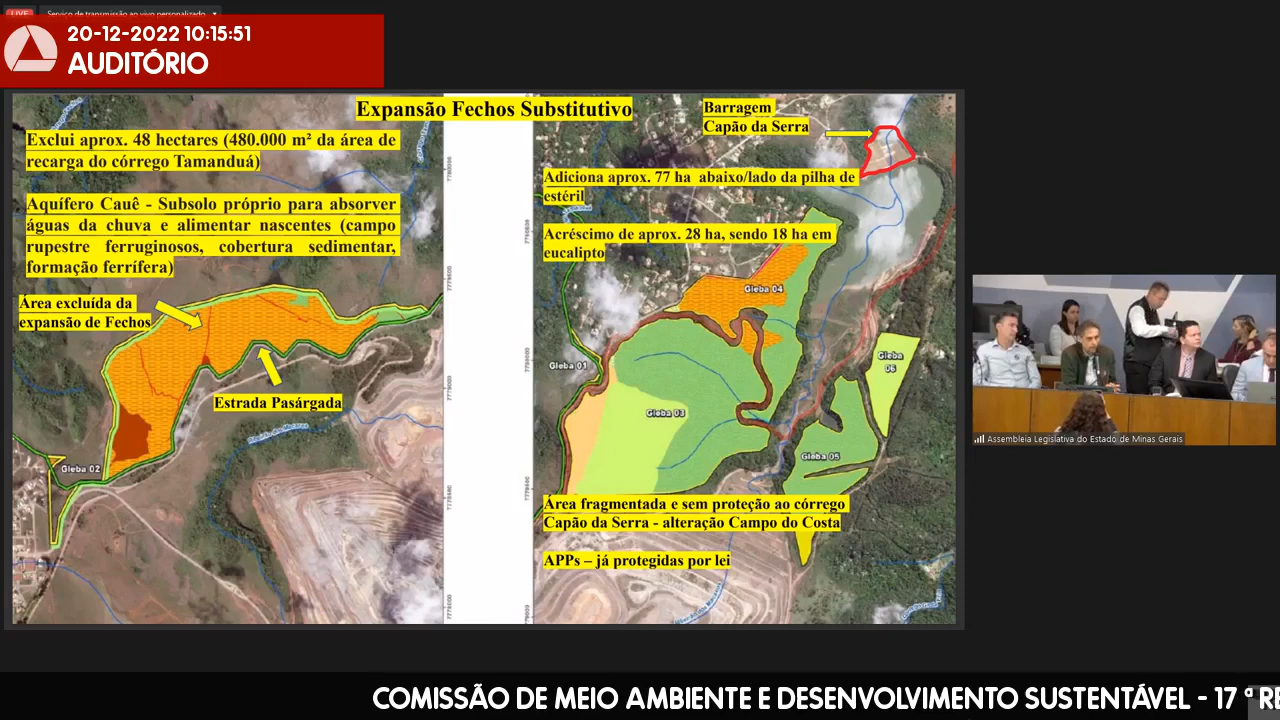 LIVE
Serviço de transmissão ao vivo personalizado
20-12-2022 10:15:51
AUDITÓRIO
Expansão Fechos Substitutivo
Exclui aprox. 48 hectares (480.000 m² da área de
recarga do córrego Tamanduá)
Aquífero Cauê - Subsolo próprio para absorver
águas da chuva e alimentar nascentes (campo
rupestre ferruginosos, cobertura sedimentar,
formação ferrífera)
Área excluída da
expansão de Fechos
Estrada Pasárgada
Gleba 02
Barragem
Capão da Serra
Adiciona aprox. 77 ha abaixo/lado da pilha de
estéril
Acréscimo de aprox. 28 ha, sendo 18 ha em
eucalipto
Gleba 04
Gleba 01
Gleba
06
Gleba 03
Gleba 05
Área fragmentada e sem proteção ao córrego
Capão da Serra - alteração Campo do Costa
APPs – já protegidas por lei
Assembleia Legislativa do Estado de Minas Gerais
COMISSÃO DE MEIO AMBIENTE E DESENVOLVIMENTO SUSTENTÁVEL - 17 ª RE